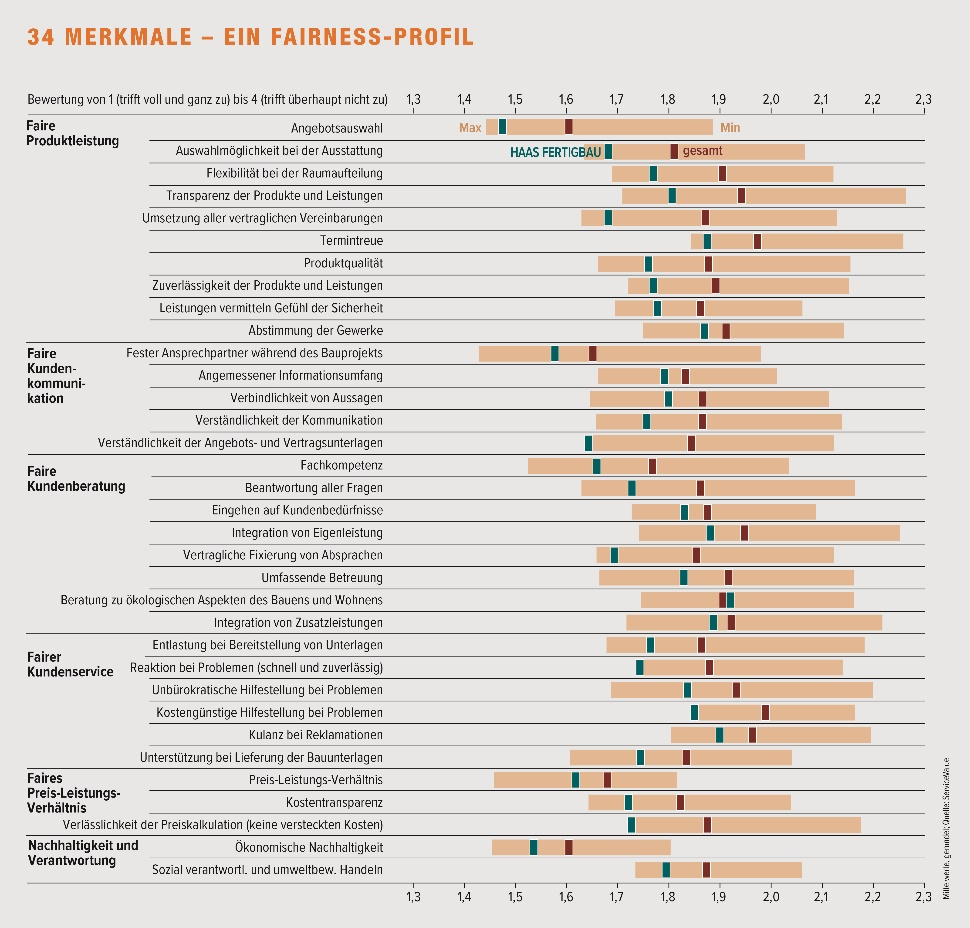 34 MERKMALE – EIN FAIRNESS-PROFIL
Bewertung von 1 (trifft voll und ganz zu) bis 4 (trifft überhaupt nicht zu)
1,3 1,4 1,5 1,6 1,7 1,8 1,9 2,0 2,1 2,2 2,3
Faire
Produktleistung
Angebotsauswahl
Max
Min
Auswahlmöglichkeit bei der Ausstattung
HAAS FERTIGBAU
gesamt
Flexibilität bei der Raumaufteilung
Transparenz der Produkte und Leistungen
Umsetzung aller vertraglichen Vereinbarungen
Termintreue
Produktqualität
Zuverlässigkeit der Produkte und Leistungen
Leistungen vermitteln Gefühl der Sicherheit
Abstimmung der Gewerke
Faire
Kunden-
kommuni-
kation
Fester Ansprechpartner während des Bauprojekts
Angemessener Informationsumfang
Verbindlichkeit von Aussagen
Verständlichkeit der Kommunikation
Verständlichkeit der Angebots- und Vertragsunterlagen
Faire
Kundenberatung
Fachkompetenz
Beantwortung aller Fragen
Eingehen auf Kundenbedürfnisse
Integration von Eigenleistung
Vertragliche Fixierung von Absprachen
Umfassende Betreuung
Beratung zu ökologischen Aspekten des Bauens und Wohnens
Integration von Zusatzleistungen
Fairer
Kundenservice
Entlastung bei Bereitstellung von Unterlagen
Reaktion bei Problemen (schnell und zuverlässig)
Unbürokratische Hilfestellung bei Problemen
Kostengünstige Hilfestellung bei Problemen
Kulanz bei Reklamationen
Unterstützung bei Lieferung der Bauunterlagen
Faires
Preis-Leistungs-
Verhältnis
Preis-Leistungs-Verhältnis
Kostentransparenz
Verlässlichkeit der Preiskalkulation (keine versteckten Kosten)
Nachhaltigkeit und
Verantwortung
Ökonomische Nachhaltigkeit
Sozial verantwortl. und umweltbew. Handeln
1,3 1,4 1,5 1,6 1,7 1,8 1,9 2,0 2,1 2,2 2,3
Mittelwerte, gerundet; Quelle: ServiceValue